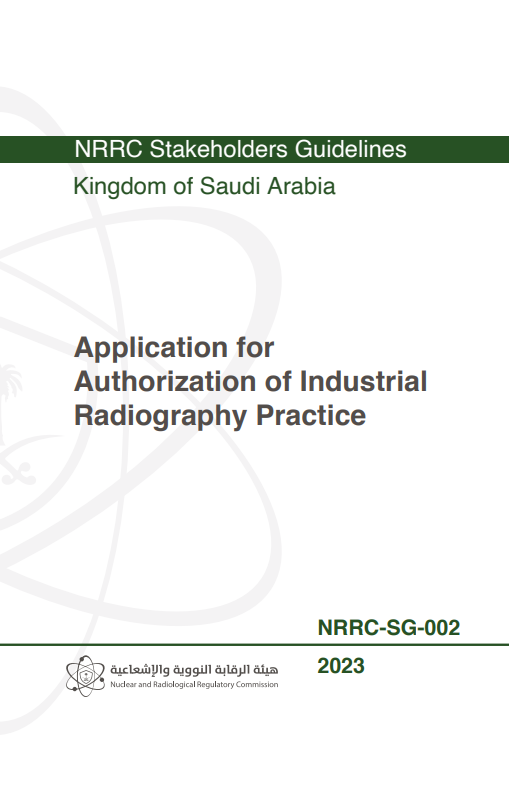 NRRC Stakeholders Guidelines
Kingdom of Saudi Arabia
Application for
Authorization of Industrial
Radiography Practice
NRRC-SG-002
2023
هيئة الرقابة النووية والإشعاعية
Nuclear and Radiological Regulatory Commission